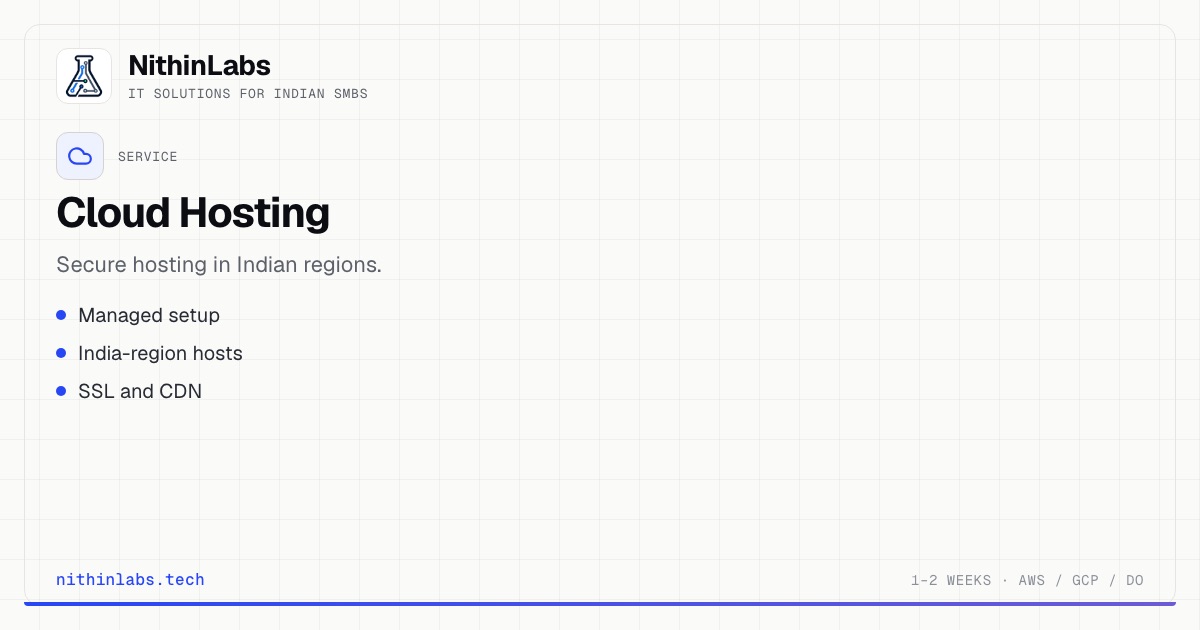 NithinLabs
IT SOLUTIONS FOR INDIAN SMBS
SERVICE
Cloud Hosting
Secure hosting in Indian regions.
Managed setup
India-region hosts
SSL and CDN
nithinlabs.tech
1–2 WEEKS · AWS / GCP / DO